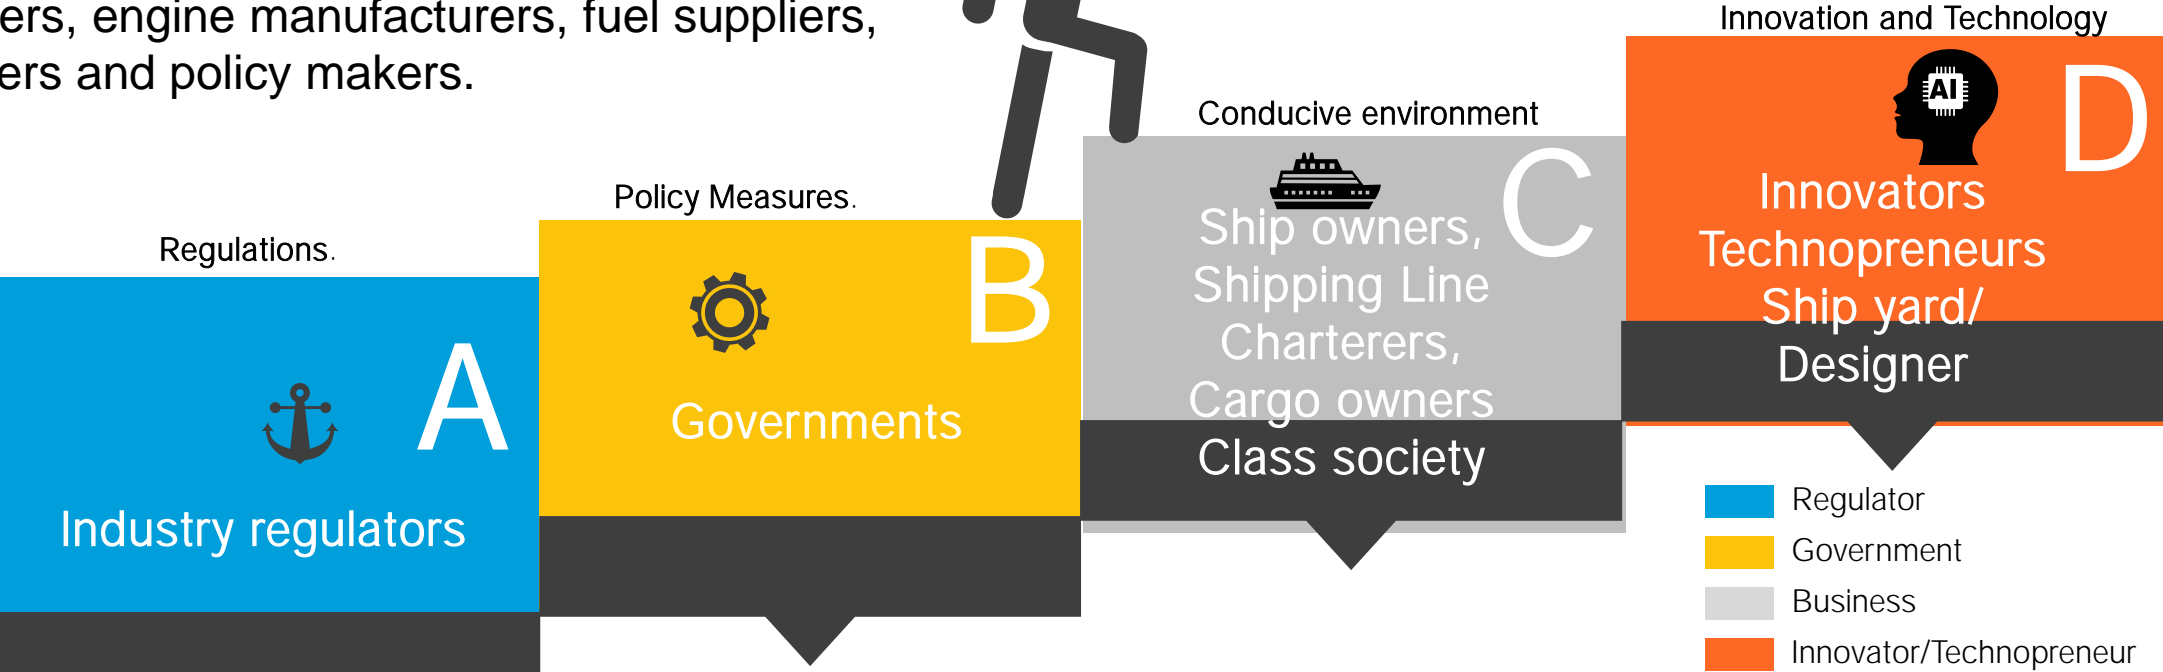 ers, engine manufacturers, fuel suppliers,
ers and policy makers.
Regulations.
A
Industry regulators
Policy Measures.
B
Governments
Conducive environment
C
Ship owners,
Shipping Line
Charterers,
Cargo owners
Class society
Innovation and Technology
AI
D
Innovators
Technopreneurs
Ship yard/
Designer
Regulator
Government
Business
Innovator/Technopreneur